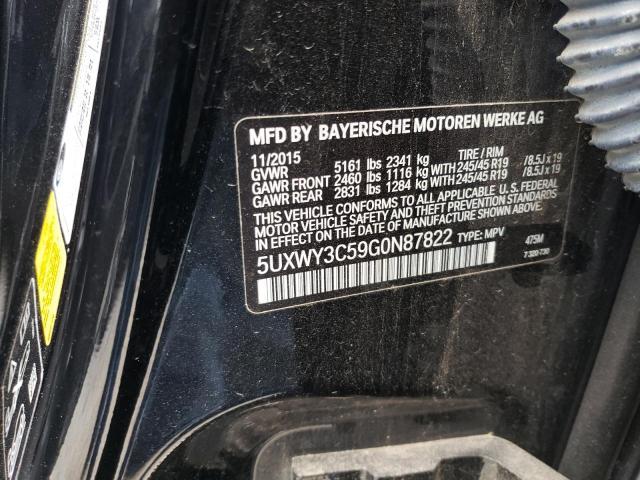 MFD BY BAYERISCHE MOTOREN WERKE AG
11/2015 TIRE / RIM
GVWR 5161 lbs 2341 kg
GAWR FRONT 2460 lbs 1116 kg WITH 245/45 R19 / 8.5J x 19
GAWR REAR 2831 lbs 1284 kg WITH 245/45 R19 / 8.5J x 19
THIS VEHICLE CONFORMS TO ALL APPLICABLE U. S. FEDERAL
MOTOR VEHICLE SAFETY AND THEFT PREVENTION STANDARDS
IN EFFECT ON THE DATE OF MANUFACTURE SHOWN ABOVE.
5UXWY3C59G0N87822 TYPE: MPV 475M
7 320-730